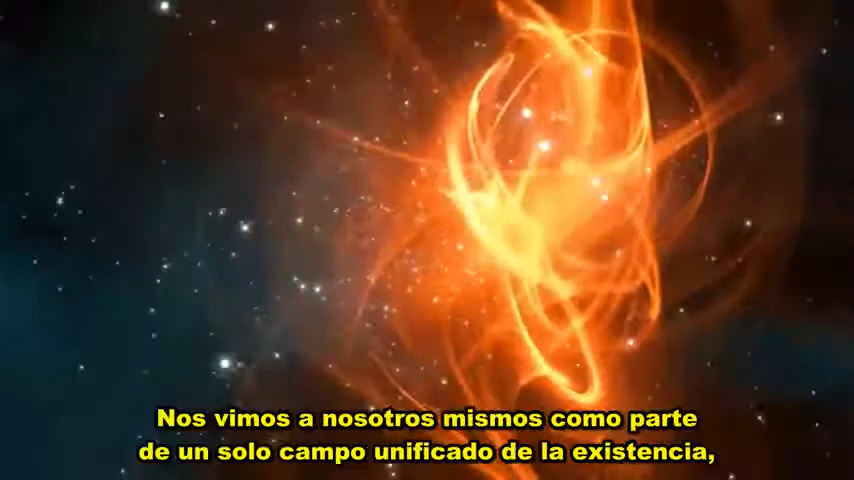 Nos vimos a nosotros mismos como parte
de un solo campo unificado de la existencia,